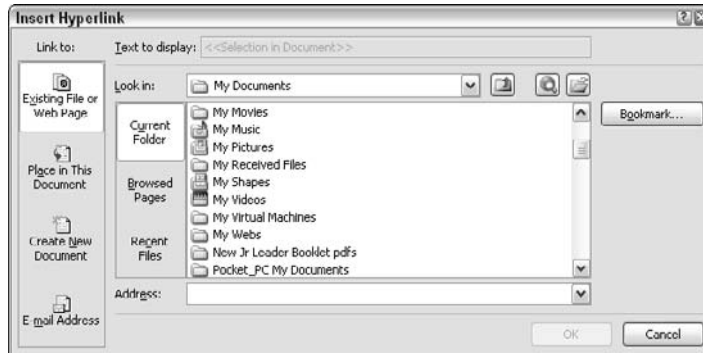 Insert Hyperlink
Link to:
Text to display: <<Selection in Document>>
Existing File or
Web Page
Place in This
Document
Create New
Document
E-mail Address
Look in: My Documents
Current
Folder
Browsed
Pages
Recent
Files
My Movies
My Music
My Pictures
My Received Files
My Shapes
My Videos
My Virtual Machines
My Webs
New Jr Leader Booklet pdfs
Pocket_PC My Documents
Address:
Bookmark...
OK
Cancel